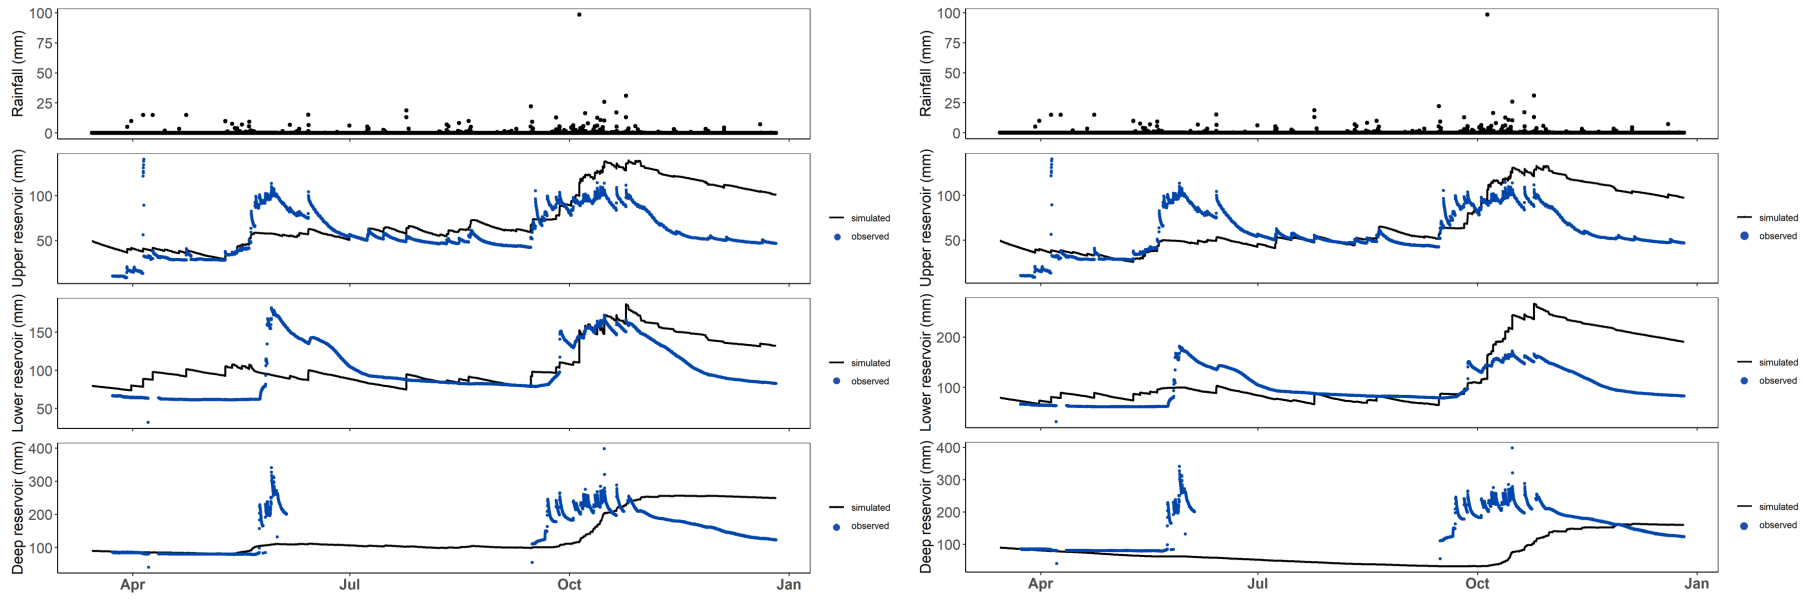 Rainfall (mm)
100
75
50
25
0
Upper reservoir (mm)
100
50
simulated
observed
Lower reservoir (mm)
150
100
50
simulated
observed
Deep reservoir (mm)
400
300
200
100
simulated
observed
Apr Jul Oct Jan
Rainfall (mm)
100
75
50
25
0
Upper reservoir (mm)
100
50
simulated
observed
Lower reservoir (mm)
200
100
simulated
observed
Deep reservoir (mm)
400
300
200
100
simulated
observed
Apr Jul Oct Jan